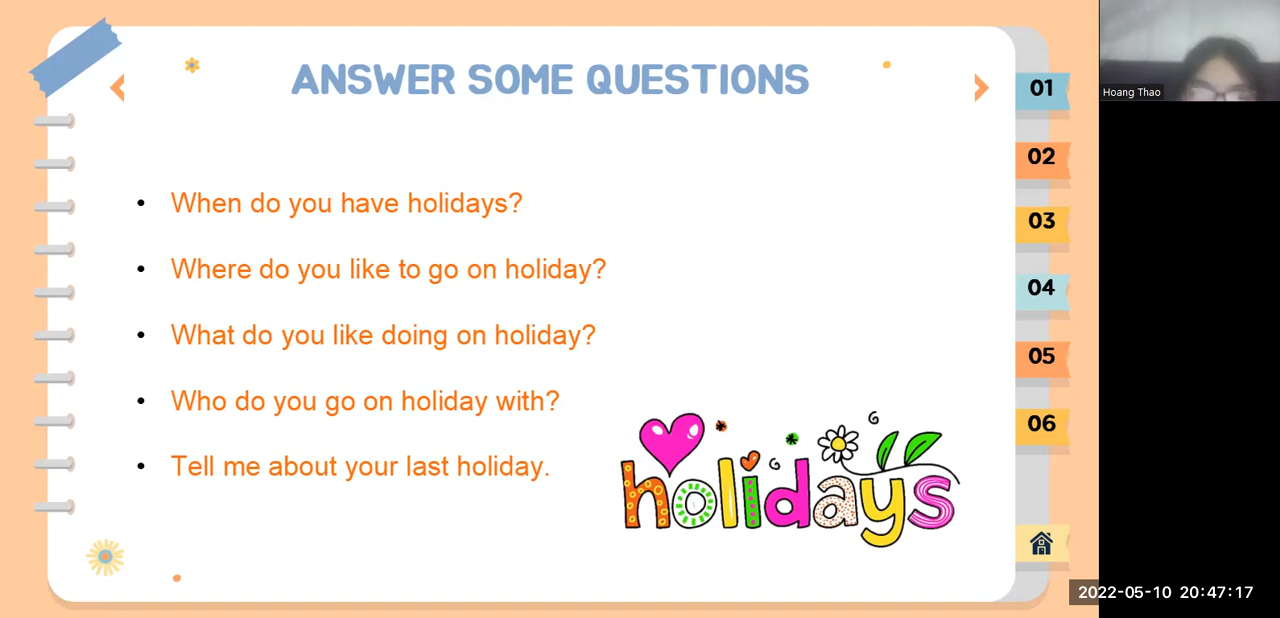 ANSWER SOME QUESTIONS
• When do you have holidays?
• Where do you like to go on holiday?
• What do you like doing on holiday?
• Who do you go on holiday with?
• Tell me about your last holiday.
holidays
01
02
03
04
05
06
Hoang Thao
2022-05-10 20:47:17